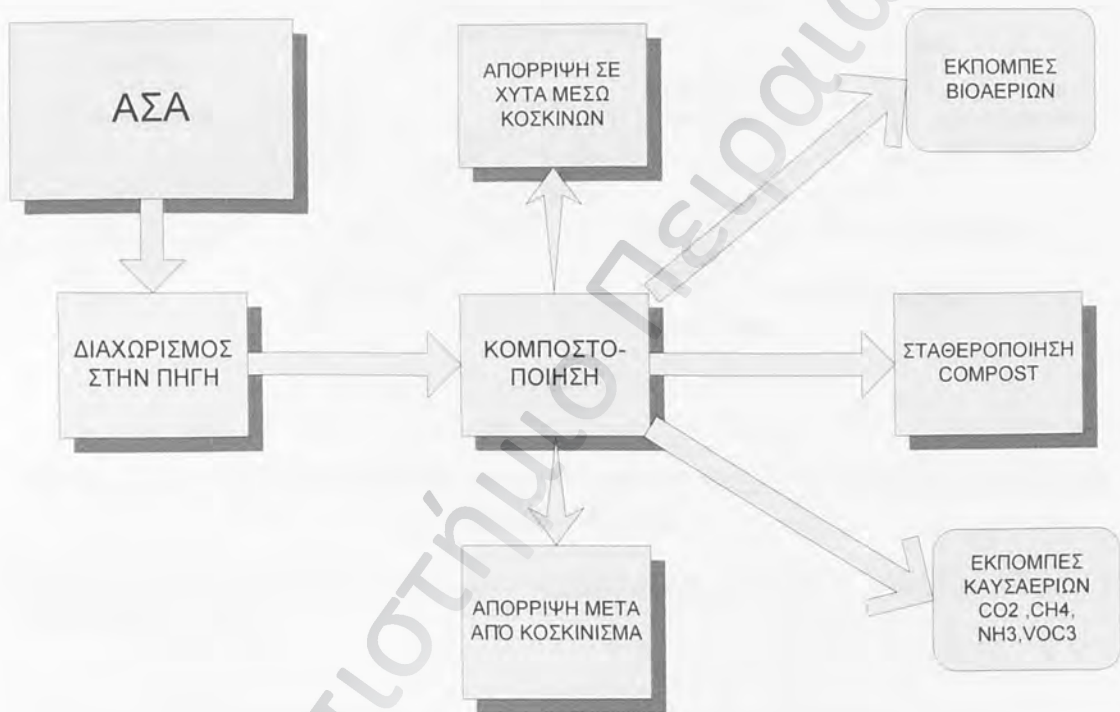 ΑΣΑ
ΑΠΟΡΡΙΨΗ ΣΕ
ΧΥΤΑ ΜΕΣΩ
ΚΟΣΚΙΝΩΝ
ΕΚΠΟΜΠΕΣ
ΒΙΟΑΕΡΙΩΝ
ΔΙΑΧΩΡΙΣΜΟΣ
ΣΤΗΝ ΠΗΓΗ
ΚΟΜΠΟΣΤΟ-
ΠΟΙΗΣΗ
ΣΤΑΘΕΡΟΠΟΙΗΣΗ
COMPOST
ΑΠΟΡΡΙΨΗ ΜΕΤΑ
ΑΠΌ ΚΟΣΚΙΝΙΣΜΑ
ΕΚΠΟΜΠΕΣ
ΚΑΥΣΑΕΡΙΩΝ
CO2 ,CH4,
NH3,VOC3